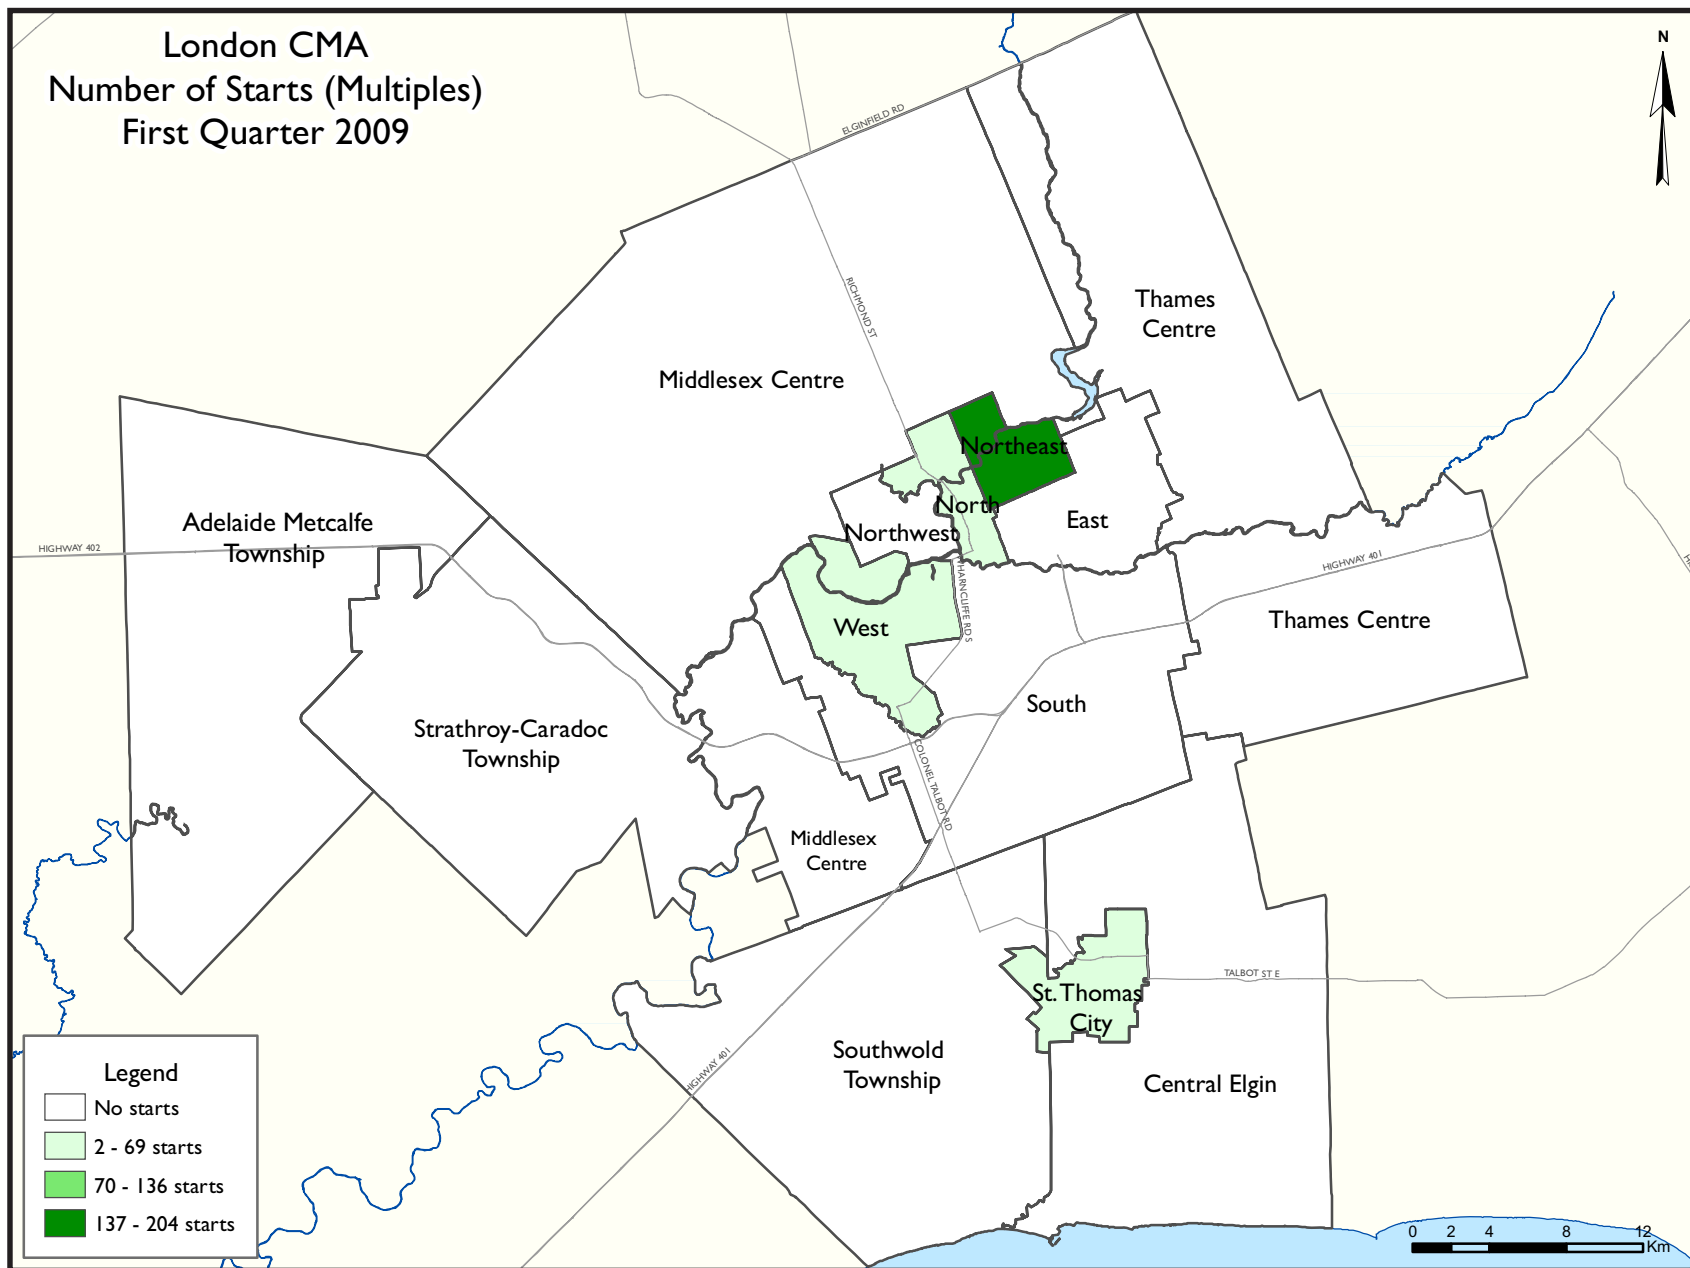 London CMA
Number of Starts (Multiples)
First Quarter 2009
N
ELGINFIELD RD
RICHMOND ST
Thames
Centre
Middlesex Centre
Northeast
North
Northwest
East
Adelaide Metcalfe
Township
HIGHWAY 402
HIGHWAY 401
WHARNCLIFFE RD S
Thames Centre
West
South
Strathroy-Caradoc
Township
COLONEL TALBOT RD
Middlesex
Centre
TALBOT ST E
St. Thomas
City
Southwold
Township
Central Elgin
HIGHWAY 401
Legend
No starts
2 - 69 starts
70 - 136 starts
137 - 204 starts
0 2 4 8 12
Km